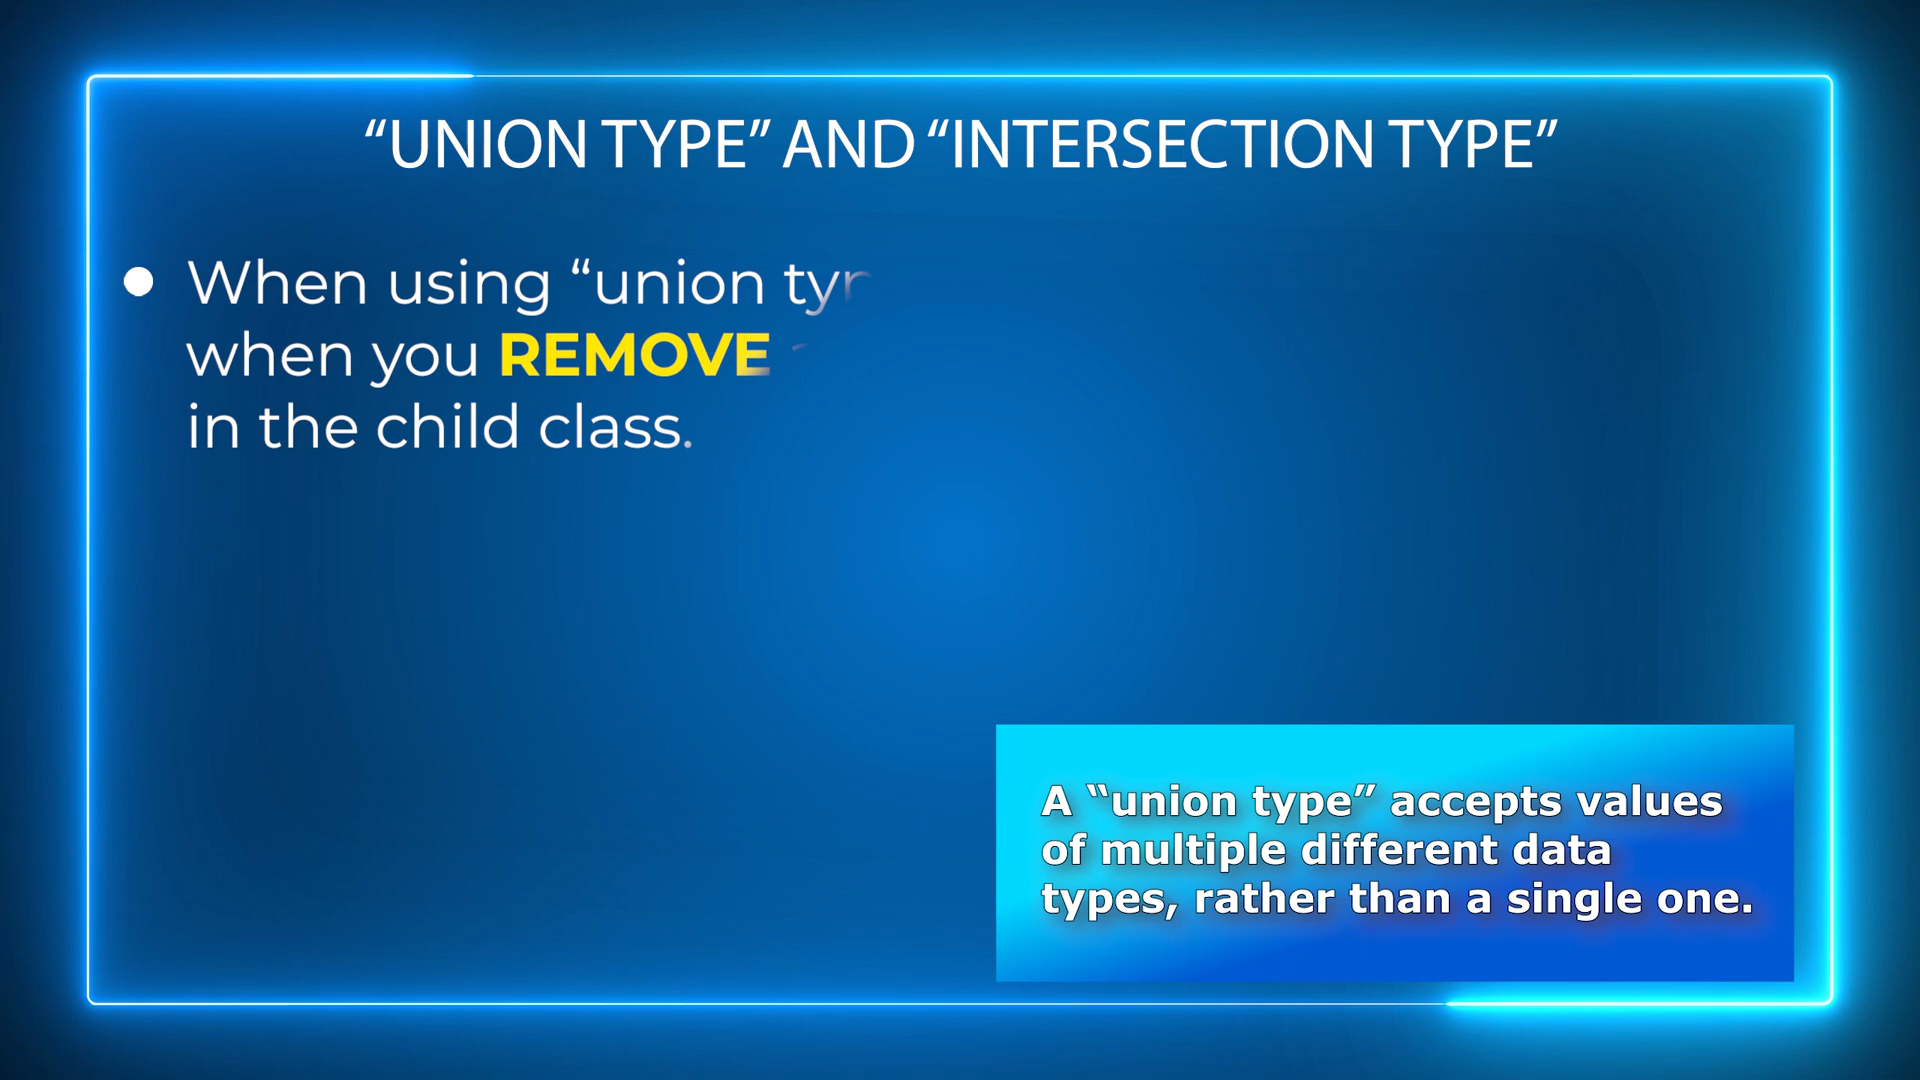 “UNION TYPE” AND “INTERSECTION TYPE”
When using “union
when you REMOVE
in the child class.
A “union type” accepts values
of multiple different data
types, rather than a single one.